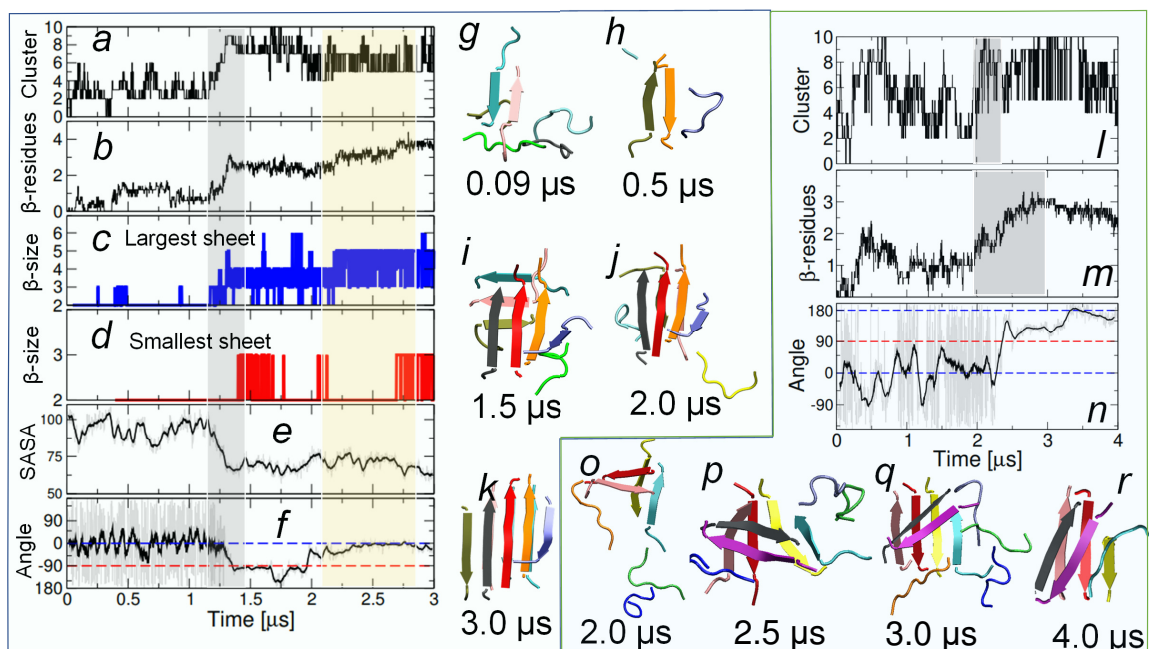 a
Cluster
10
8
6
4
2
0
b
β-residues
4
2
0
c
Largest sheet
β-size
6
5
4
3
2
d
Smallest sheet
β-size
3
2
e
SASA
100
75
50
f
Angle
90
0
-90
180
0 0.5 1 1.5 2 2.5 3
Time [µs]
g
0.09 µs
h
0.5 µs
i
1.5 µs
j
2.0 µs
k
3.0 µs
l
Cluster
10
8
6
4
2
0
m
β-residues
4
3
2
1
n
Angle
180
90
0
-90
0 1 2 3 4
Time [µs]
o
2.0 µs
p
2.5 µs
q
3.0 µs
r
4.0 µs